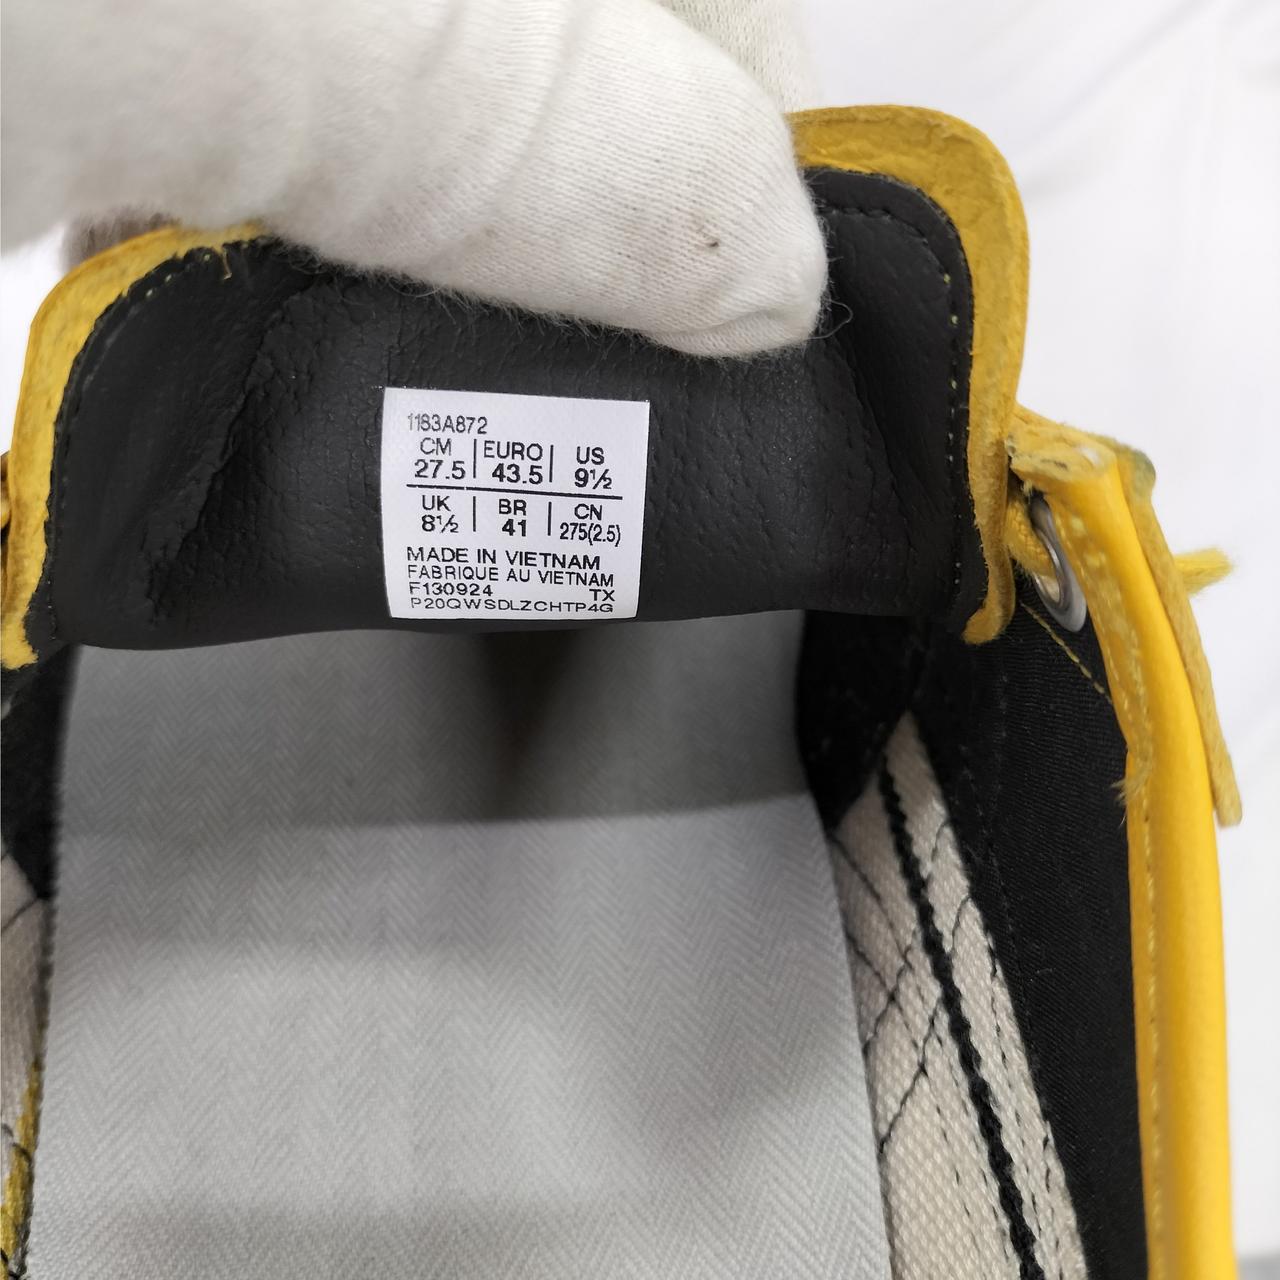 1183A872
CM EURO US
27.5 43.5 9½
UK BR CN
8½ 41 275(2.5)
MADE IN VIETNAM
FABRIQUE AU VIETNAM
F130924 TX
P20QWSDLZCHTP4G